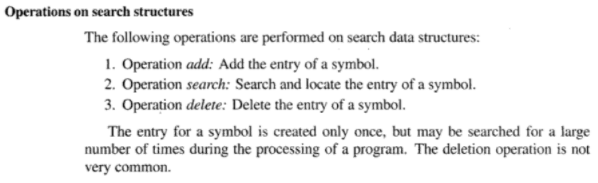 Operations on search structures
The following operations are performed on search data structures:
1. Operation add: Add the entry of a symbol.
2. Operation search: Search and locate the entry of a symbol.
3. Operation delete: Delete the entry of a symbol.
The entry for a symbol is created only once, but may be searched for a large
number of times during the processing of a program. The deletion operation is not
very common.